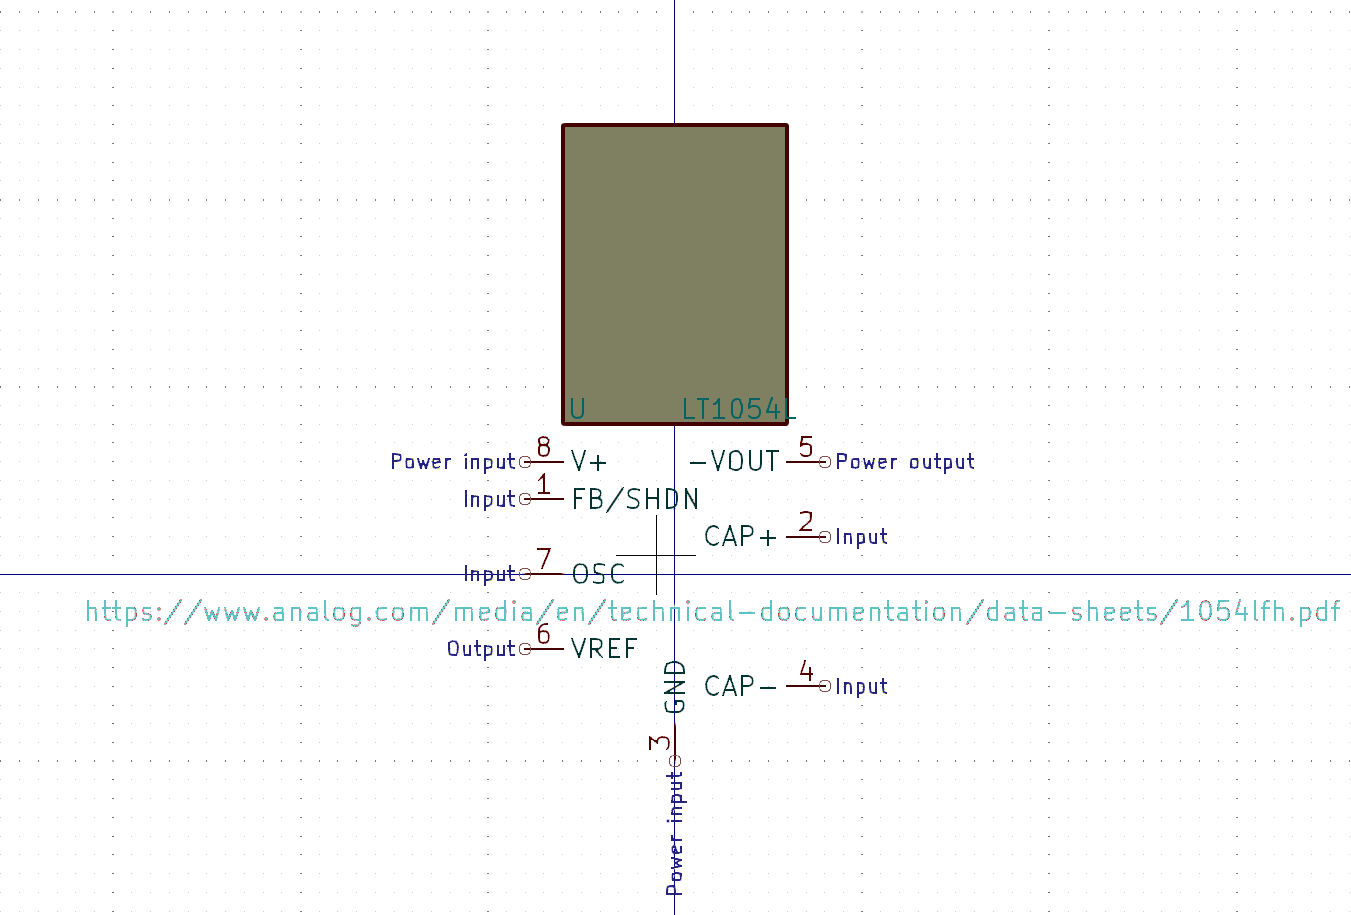 U LT1054L
Power input 8 V+ -VOUT 5 Power output
Input 1 FB/SHDN
CAP+ 2 Input
Input 7 OSC
https://www.analog.com/media/en/technical-documentation/data-sheets/1054lfh.pdf
Output 6 VREF
CAP- 4 Input
GND
3
Power input